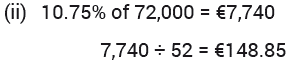 (ii) 10.75% of 72,000 = €7,740
7,740 ÷ 52 = €148.85